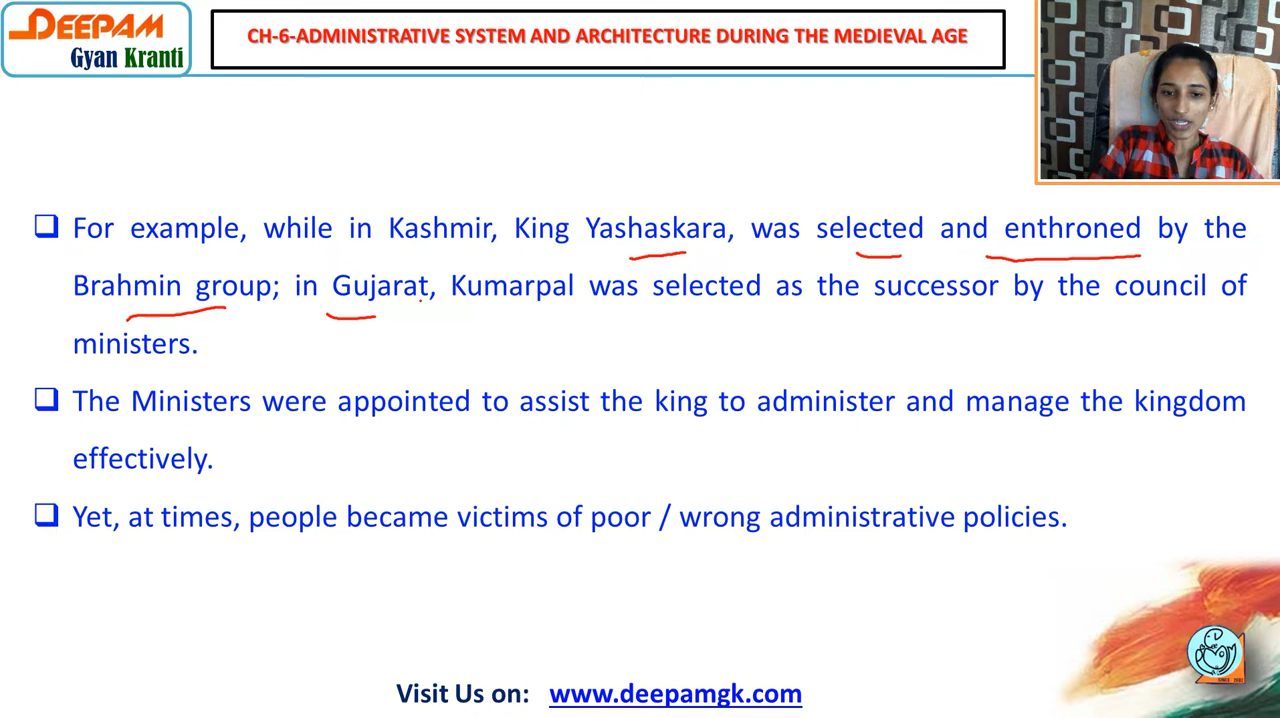 DEEPAM
Gyan Kranti
CH-6-ADMINISTRATIVE SYSTEM AND ARCHITECTURE DURING THE MEDIEVAL AGE
❑ For example, while in Kashmir, King Yashaskara, was selected and enthroned by the
Brahmin group; in Gujarat, Kumarpal was selected as the successor by the council of
ministers.
❑ The Ministers were appointed to assist the king to administer and manage the kingdom
effectively.
❑ Yet, at times, people became victims of poor / wrong administrative policies.
Visit Us on: www.deepamgk.com